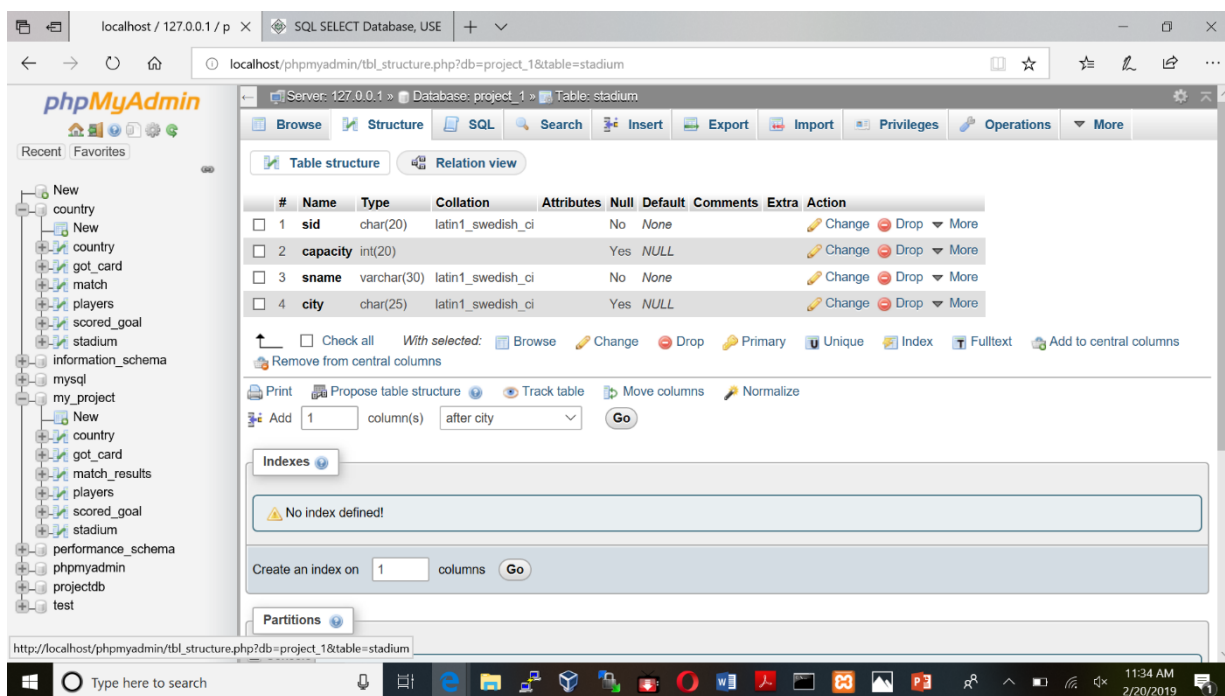 localhost / 127.0.0.1 / p
SQL SELECT Database, USE
localhost/phpmyadmin/tbl_structure.php?db=project_1&table=stadium
phpMyAdmin
Recent Favorites
New
country
New
country
got_card
match
players
scored_goal
stadium
information_schema
mysql
my_project
New
country
got_card
match_results
players
scored_goal
stadium
performance_schema
phpmyadmin
projectdb
test
Server: 127.0.0.1 » Database: project_1 » Table: stadium
Browse Structure SQL Search Insert Export Import Privileges Operations More
Table structure Relation view
# Name Type Collation Attributes Null Default Comments Extra Action
1 sid char(20) latin1_swedish_ci No None Change Drop More
2 capacity int(20) Yes NULL Change Drop More
3 sname varchar(30) latin1_swedish_ci No None Change Drop More
4 city char(25) latin1_swedish_ci Yes NULL Change Drop More
Check all With selected: Browse Change Drop Primary Unique Index Fulltext Add to central columns
Remove from central columns
Print Propose table structure Track table Move columns Normalize
Add 1 column(s) after city Go
Indexes
No index defined!
Create an index on 1 columns Go
Partitions
http://localhost/phpmyadmin/tbl_structure.php?db=project_1&table=stadium
Type here to search
11:34 AM
2/20/2019